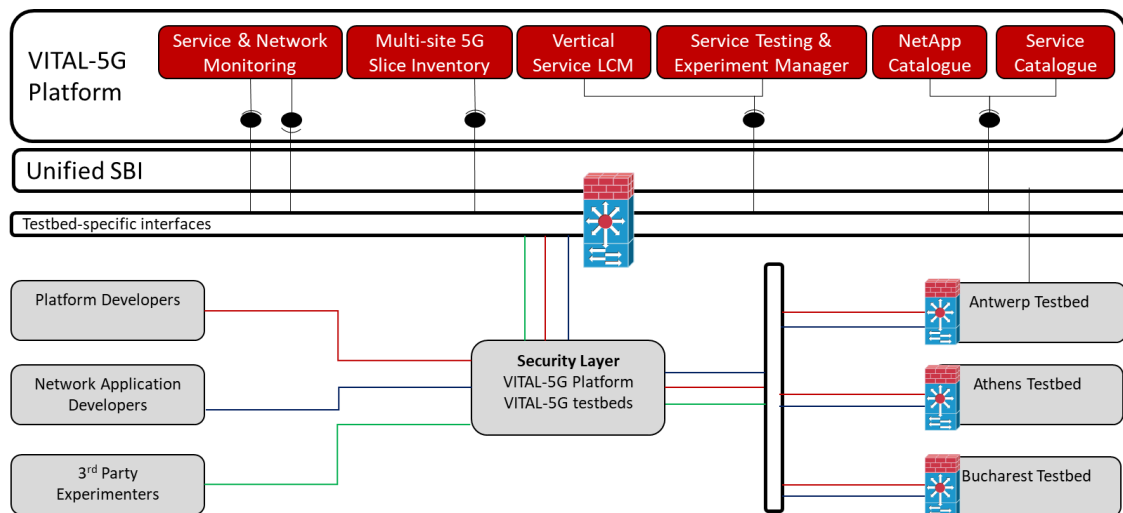 VITAL-5G
Platform
Service & Network
Monitoring
Multi-site 5G
Slice Inventory
Vertical
Service LCM
Service Testing &
Experiment Manager
NetApp
Catalogue
Service
Catalogue
Unified SBI
Testbed-specific interfaces
Platform Developers
Network Application
Developers
3rd Party
Experimenters
Security Layer
VITAL-5G Platform
VITAL-5G testbeds
Antwerp Testbed
Athens Testbed
Bucharest Testbed